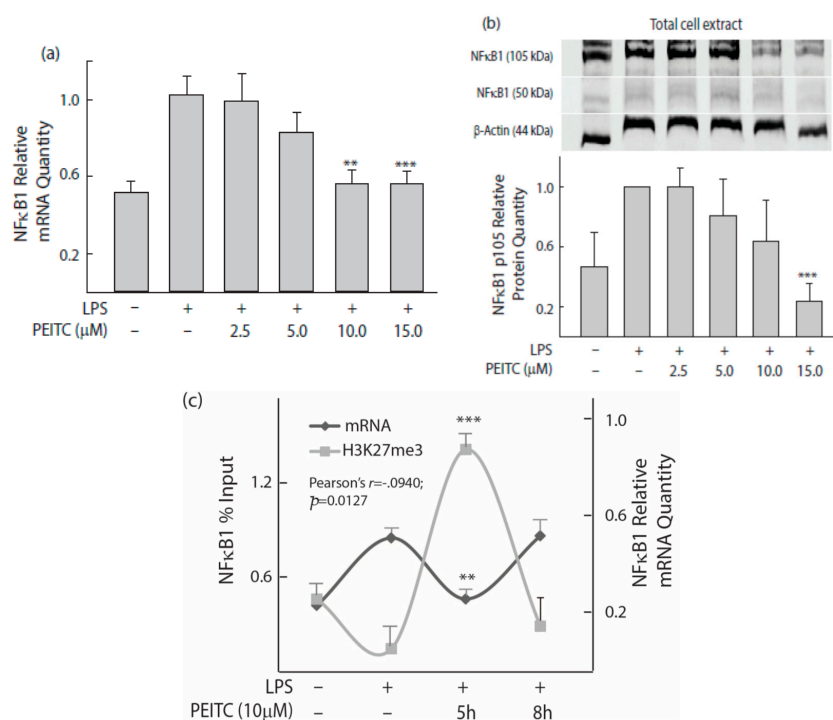 (a)
NFκB1 Relative
mRNA Quantity
1.0
0.6
0.2
**
***
LPS – + + + + +
PEITC (μM) – – 2.5 5.0 10.0 15.0
(b)
Total cell extract
NFκB1 (105 kDa)
NFκB1 (50 kDa)
β-Actin (44 kDa)
NFκB1 p105 Relative
Protein Quantity
1.0
0.6
0.2
***
LPS – + + + + +
PEITC (μM) – – 2.5 5.0 10.0 15.0
(c)
mRNA
H3K27me3
Pearson's r=-.0940;
p=0.0127
NFκB1 % Input
1.2
0.6
***
**
1.0
0.6
0.2
NFκB1 Relative
mRNA Quantity
LPS – + + +
PEITC (10μM) – – 5h 8h